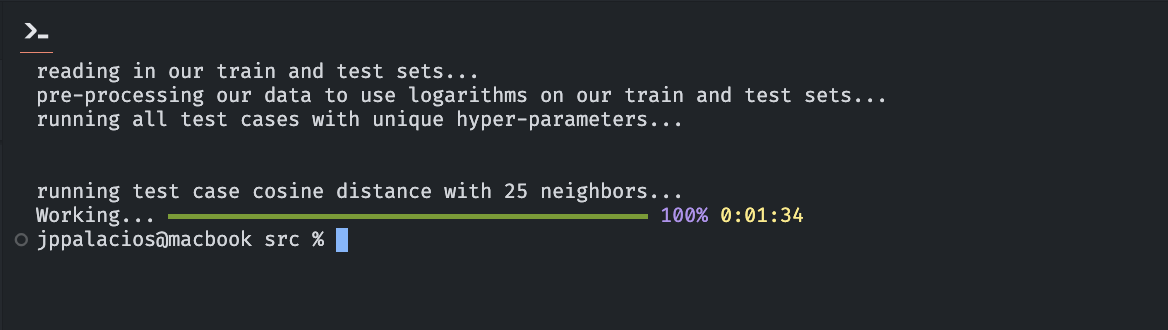 reading in our train and test sets...
pre-processing our data to use logarithms on our train and test sets...
running all test cases with unique hyper-parameters...
running test case cosine distance with 25 neighbors...
Working... 100% 0:01:34
jppalacios@macbook src %